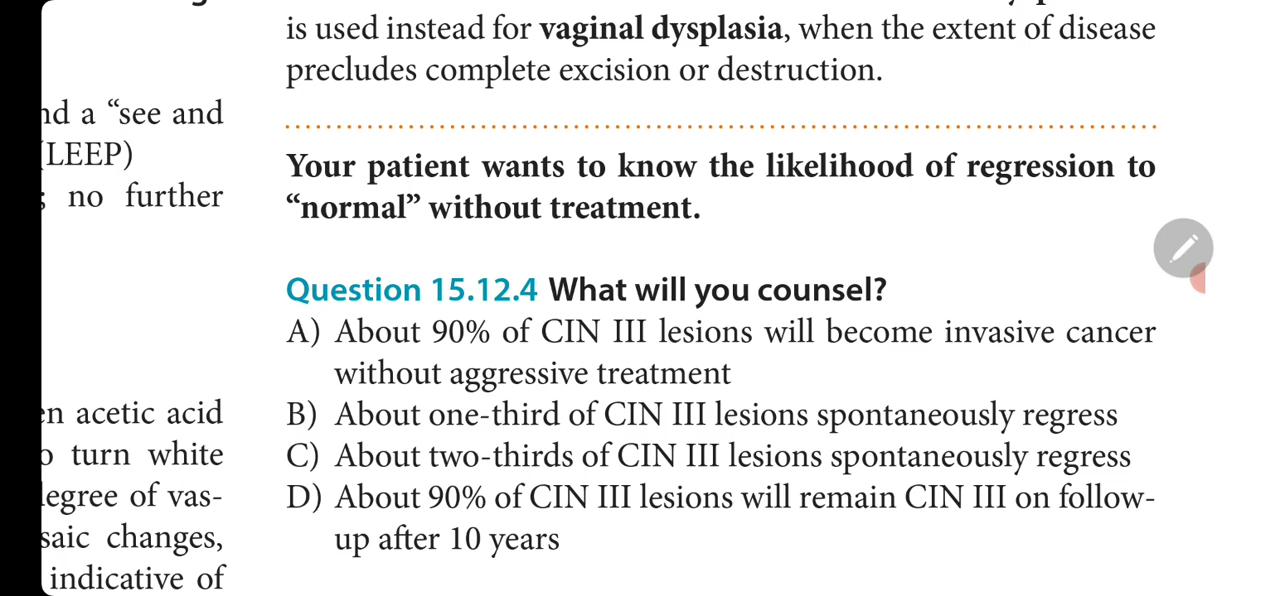 is used instead for vaginal dysplasia, when the extent of disease
precludes complete excision or destruction.
nd a “see and
(LEEP)
; no further
Your patient wants to know the likelihood of regression to
“normal” without treatment.
Question 15.12.4 What will you counsel?
A) About 90% of CIN III lesions will become invasive cancer
without aggressive treatment
B) About one-third of CIN III lesions spontaneously regress
C) About two-thirds of CIN III lesions spontaneously regress
D) About 90% of CIN III lesions will remain CIN III on follow-
up after 10 years
en acetic acid
o turn white
degree of vas-
saic changes,
indicative of